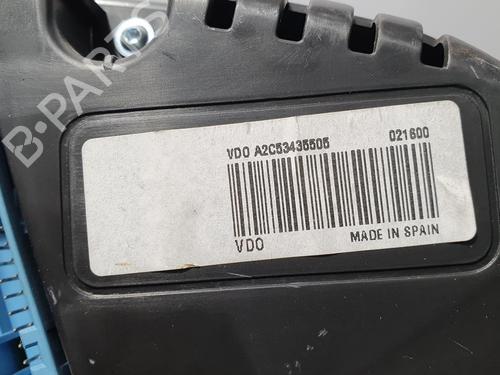 B-PARTS
VDO A2C53435505 021600
VDO MADE IN SPAIN